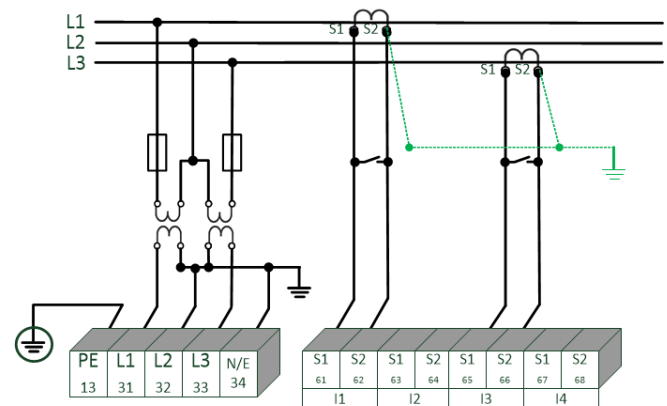 L1
S1 S2
L2
L3
S1 S2
PE L1 L2 L3 N/E
13 31 32 33 34
S1 S2 S1 S2 S1 S2 S1 S2
61 62 63 64 65 66 67 68
I1 I2 I3 I4